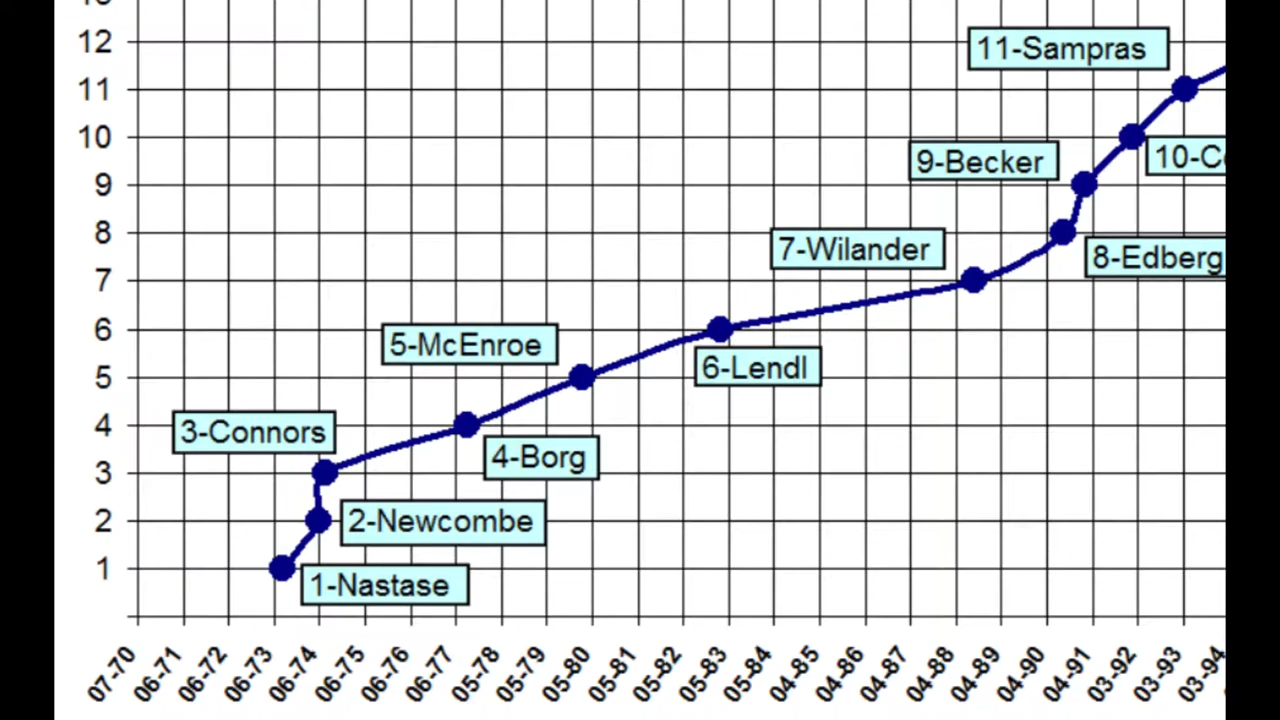 12
11-Sampras
11
10
9-Becker
10-C
9
8
7-Wilander
8-Edberg
7
6
5-McEnroe
6-Lendl
5
4
3-Connors
4-Borg
3
2
2-Newcombe
1
1-Nastase
07-70 06-71 06-72 06-73 06-74 06-75 06-76 06-77 05-78 05-79 05-80 05-81 05-82 05-83 05-84 04-85 04-86 04-87 04-88 04-89 04-90 04-91 03-92 03-93 03-94